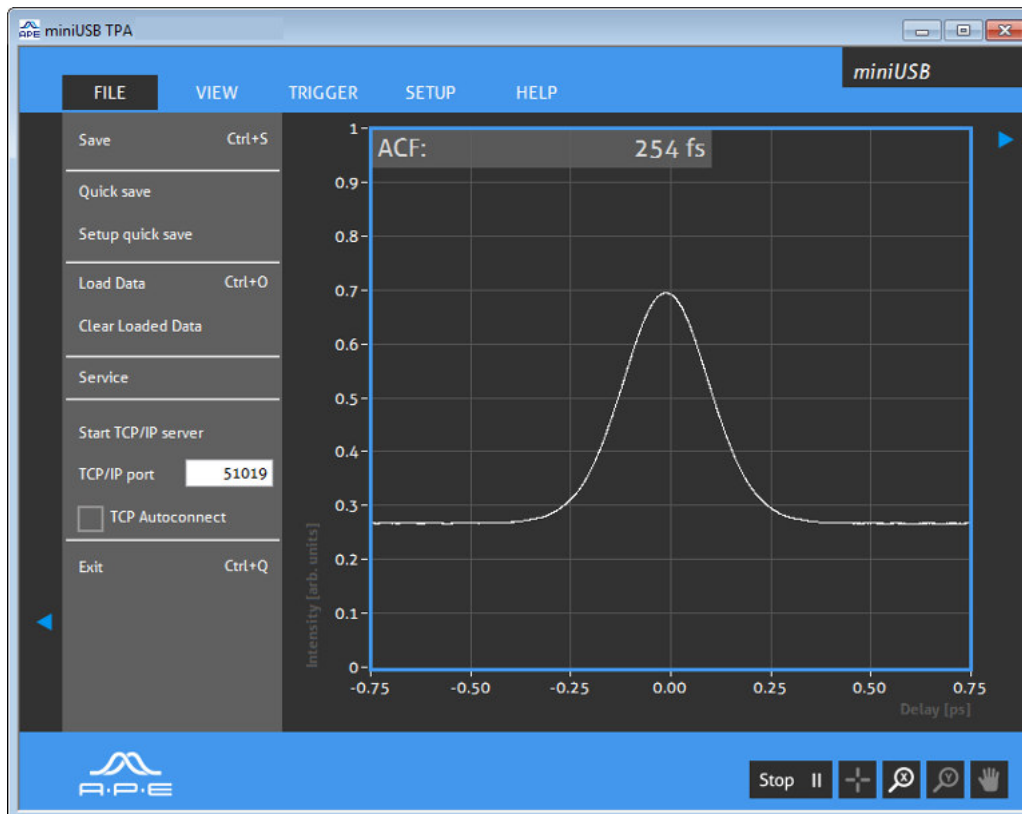 APE miniUSB TPA
miniUSB
FILE VIEW TRIGGER SETUP HELP
Save Ctrl+S
Quick save
Setup quick save
Load Data Ctrl+O
Clear Loaded Data
Service
Start TCP/IP server
TCP/IP port 51019
TCP Autoconnect
Exit Ctrl+Q
ACF: 254 fs
1
0.9
0.8
0.7
0.6
0.5
0.4
0.3
0.2
0.1
0
Intensity [arb. units]
-0.75 -0.50 -0.25 0.00 0.25 0.50 0.75
Delay [ps]
A·P·E
Stop X Y